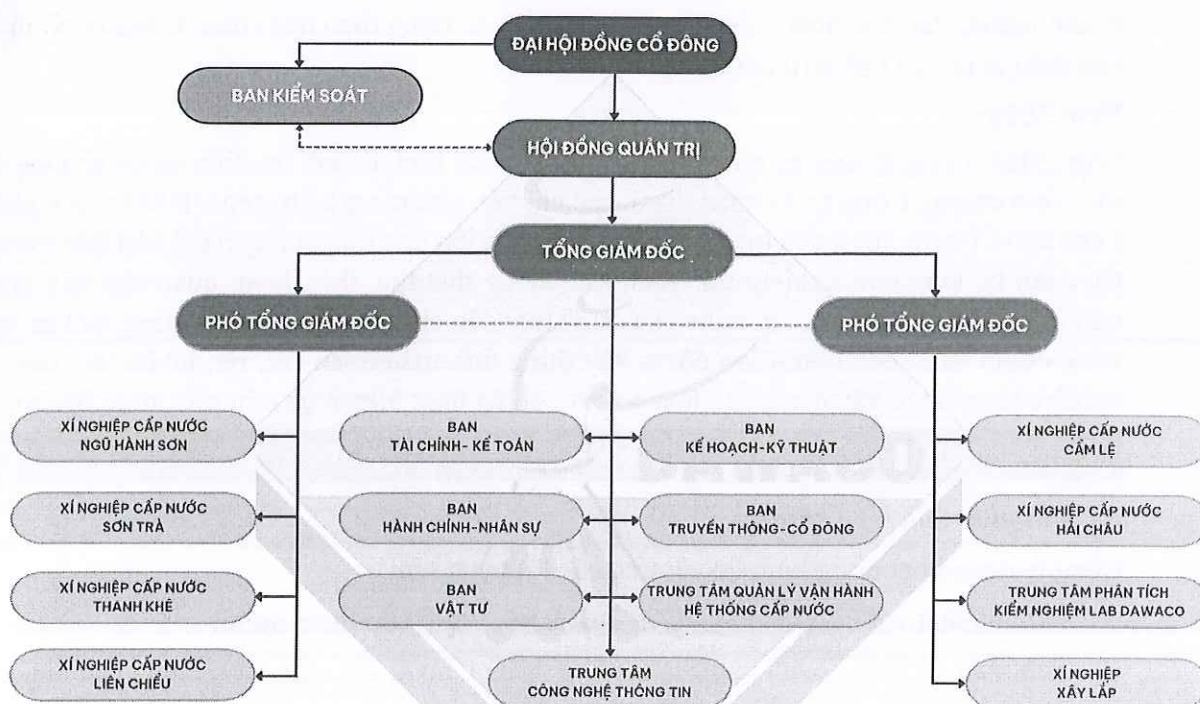 ĐẠI HỘI ĐỒNG CỔ ĐÔNG
BAN KIỂM SOÁT
HỘI ĐỒNG QUẢN TRỊ
TỔNG GIÁM ĐỐC
PHÓ TỔNG GIÁM ĐỐC
PHÓ TỔNG GIÁM ĐỐC
XÍ NGHIỆP CẤP NƯỚC
NGŨ HÀNH SƠN
BAN
TÀI CHÍNH- KẾ TOÁN
BAN
KẾ HOẠCH-KỸ THUẬT
XÍ NGHIỆP CẤP NƯỚC
CẨM LỆ
XÍ NGHIỆP CẤP NƯỚC
SƠN TRÀ
BAN
HÀNH CHÍNH-NHÂN SỰ
BAN
TRUYỀN THÔNG-CỔ ĐÔNG
XÍ NGHIỆP CẤP NƯỚC
HẢI CHÂU
XÍ NGHIỆP CẤP NƯỚC
THANH KHÊ
BAN
VẬT TƯ
TRUNG TÂM QUẢN LÝ VẬN HÀNH
HỆ THỐNG CẤP NƯỚC
TRUNG TÂM PHÂN TÍCH
KIỂM NGHIỆM LAB DAWACO
XÍ NGHIỆP CẤP NƯỚC
LIÊN CHIỂU
TRUNG TÂM
CÔNG NGHỆ THÔNG TIN
XÍ NGHIỆP
XÂY LẮP